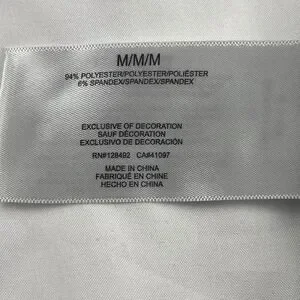 M/M/M
94% POLYESTER/POLYESTER/POLIÉSTER
6% SPANDEX/SPANDEX/SPANDEX
EXCLUSIVE OF DECORATION
SAUF DÉCORATION
EXCLUSIVO DE DECORACIÓN
RN#128492 CA#41097
MADE IN CHINA
FABRIQUÉ EN CHINE
HECHO EN CHINA